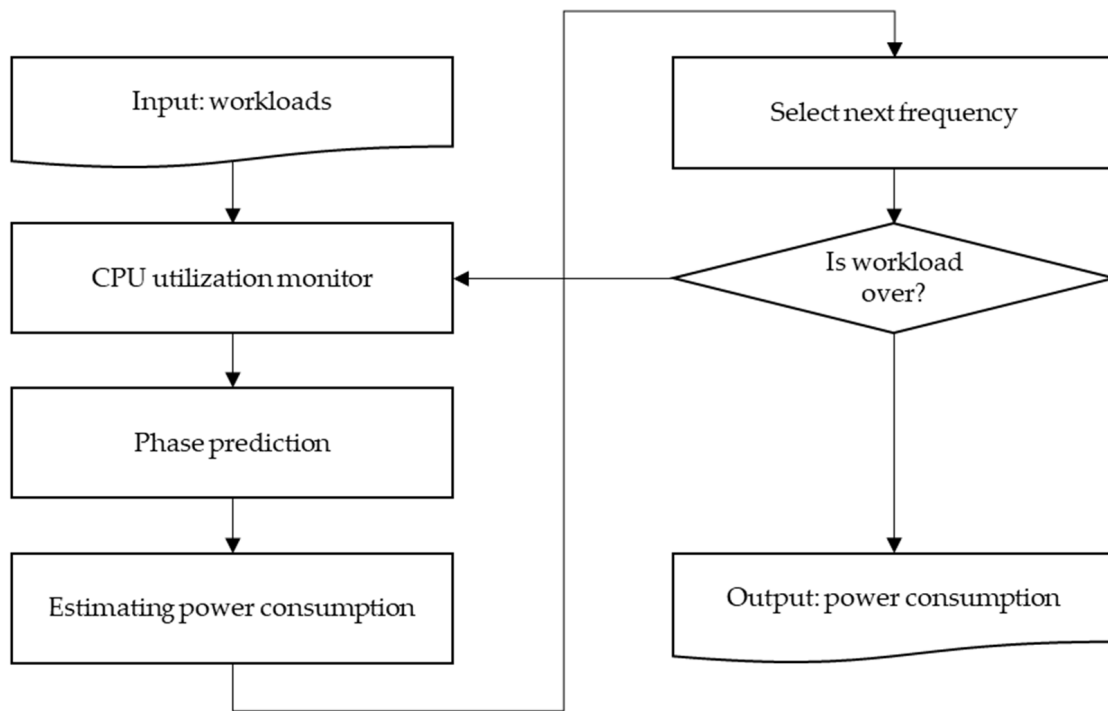 Input: workloads
CPU utilization monitor
Phase prediction
Estimating power consumption
Select next frequency
Is workload
over?
Output: power consumption